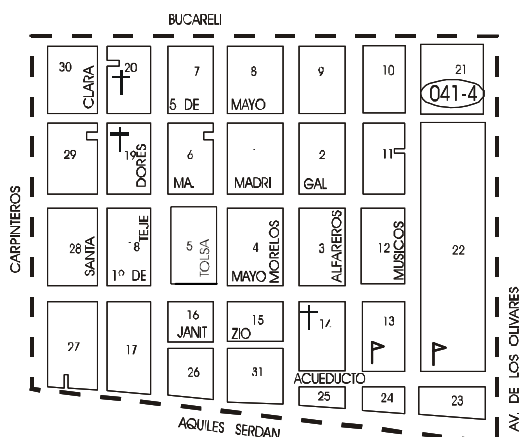 BUCARELI
30 20 7 8 9 10 21
CLARA
041-4
5 DE MAYO
29 19 6 2 11
DORES
MA. MADRI GAL
CARPINTEROS
28 SANTA 18 TEJE 5 TOLSA 4 MORELOS 3 ALFAREROS 12 MUSICOS 22
1º DE MAYO
27 17 16 15 14 13
JANIT ZIO
26 31
ACUEDUCTO
25 24 23
AQUILES SERDAN
AV. DE LOS OLIVARES